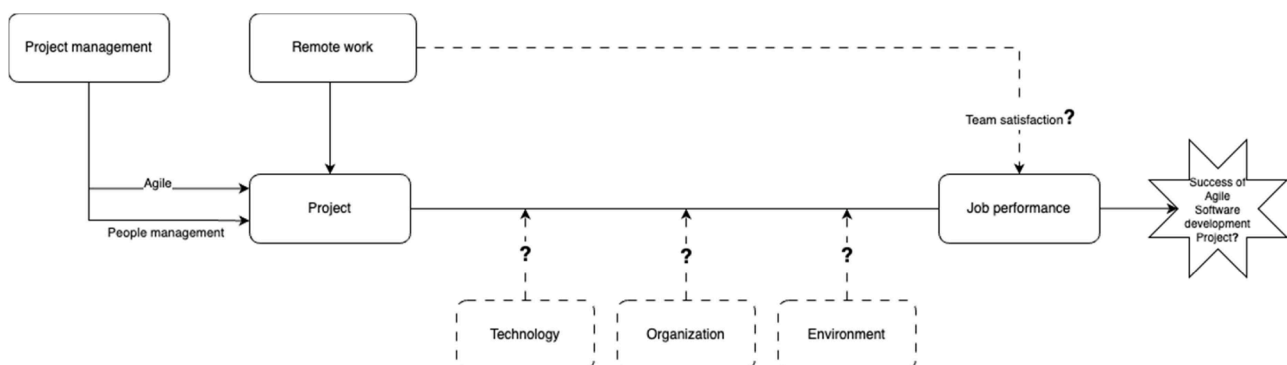 Project management
Remote work
Team satisfaction?
Agile
People management
Project
Job performance
Success of
Agile
Software
development
Project?
?
?
?
Technology
Organization
Environment